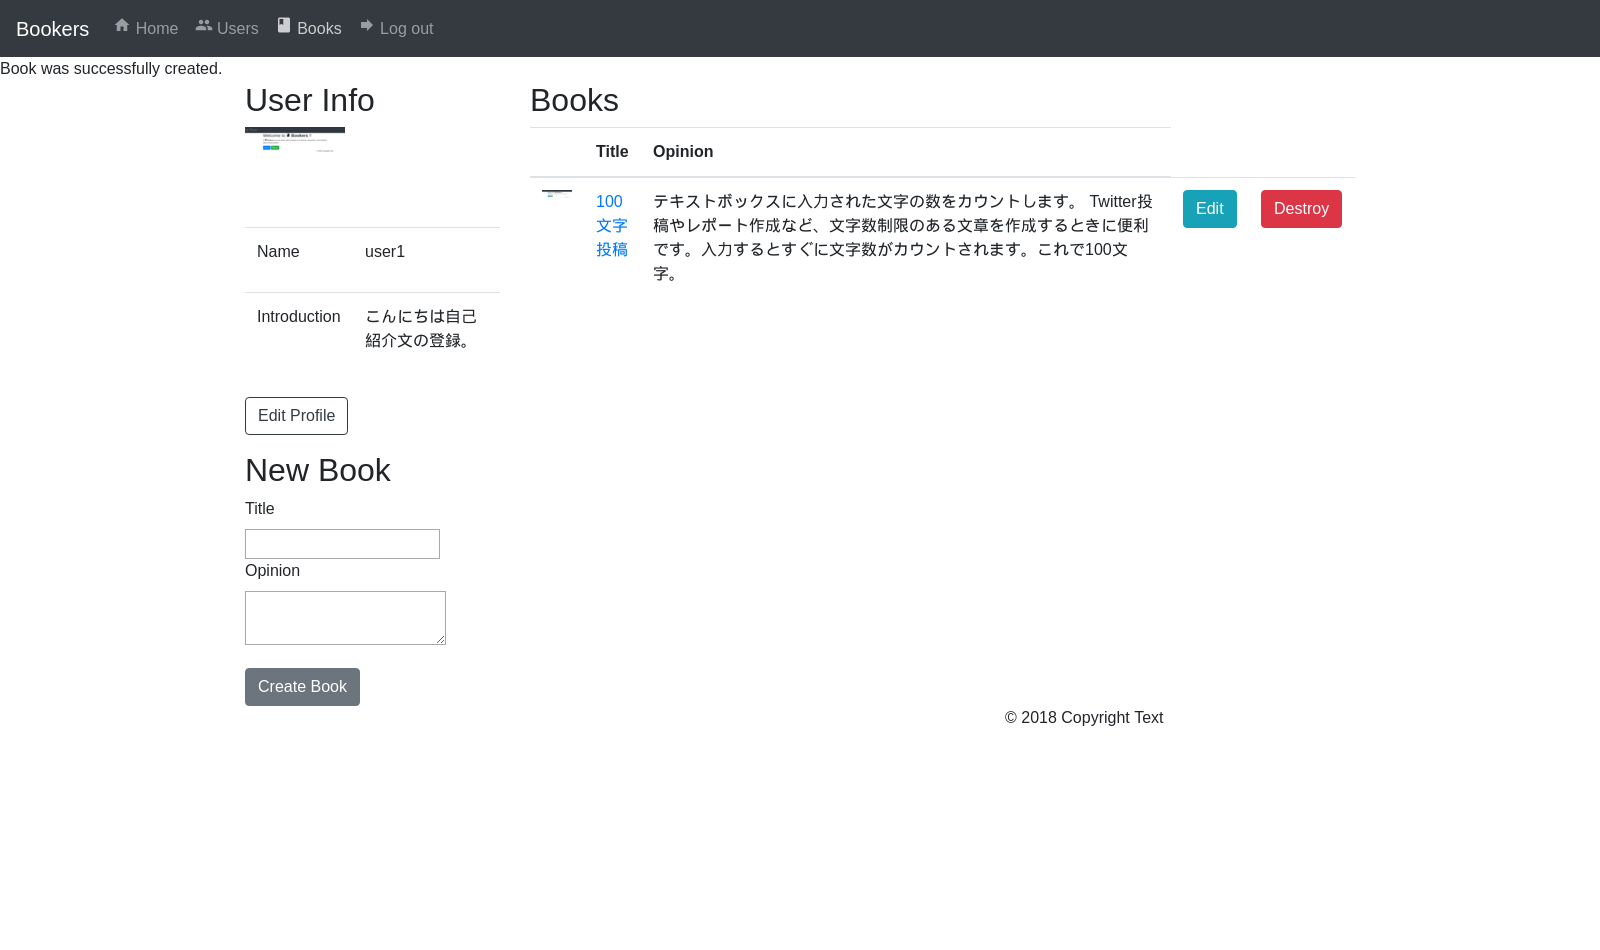 Bookers Home Users Books Log out
Book was successfully created.
User Info
Name user1
Introduction こんにちは自己
紹介文の登録。
Edit Profile
New Book
Title
Opinion
Create Book
Books
Title Opinion
100
文字
投稿
テキストボックスに入力された文字の数をカウントします。 Twitter投
稿やレポート作成など、文字数制限のある文章を作成するときに便利
です。入力するとすぐに文字数がカウントされます。これで100文
字。
Edit Destroy
© 2018 Copyright Text